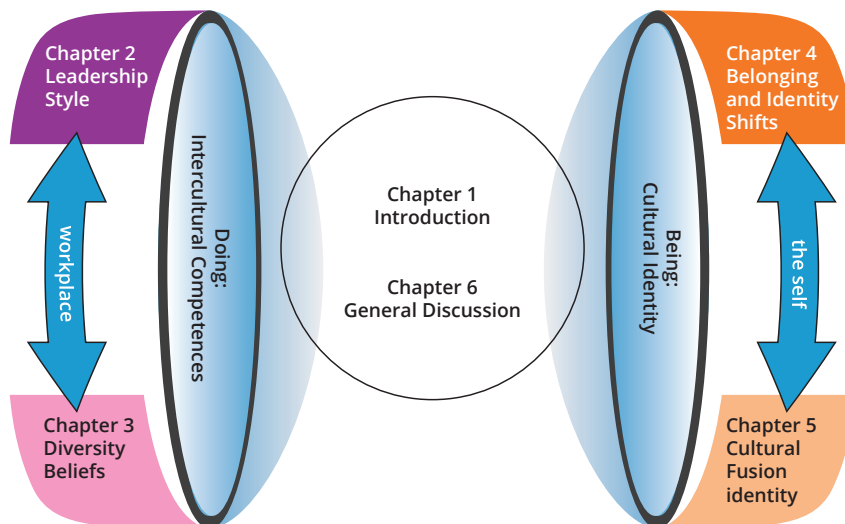 Chapter 2
Leadership
Style
workplace
Chapter 3
Diversity
Beliefs
Doing:
Intercultural Competences
Chapter 1
Introduction
Chapter 6
General Discussion
Being:
Cultural Identity
Chapter 4
Belonging
and Identity
Shifts
the self
Chapter 5
Cultural
Fusion
identity